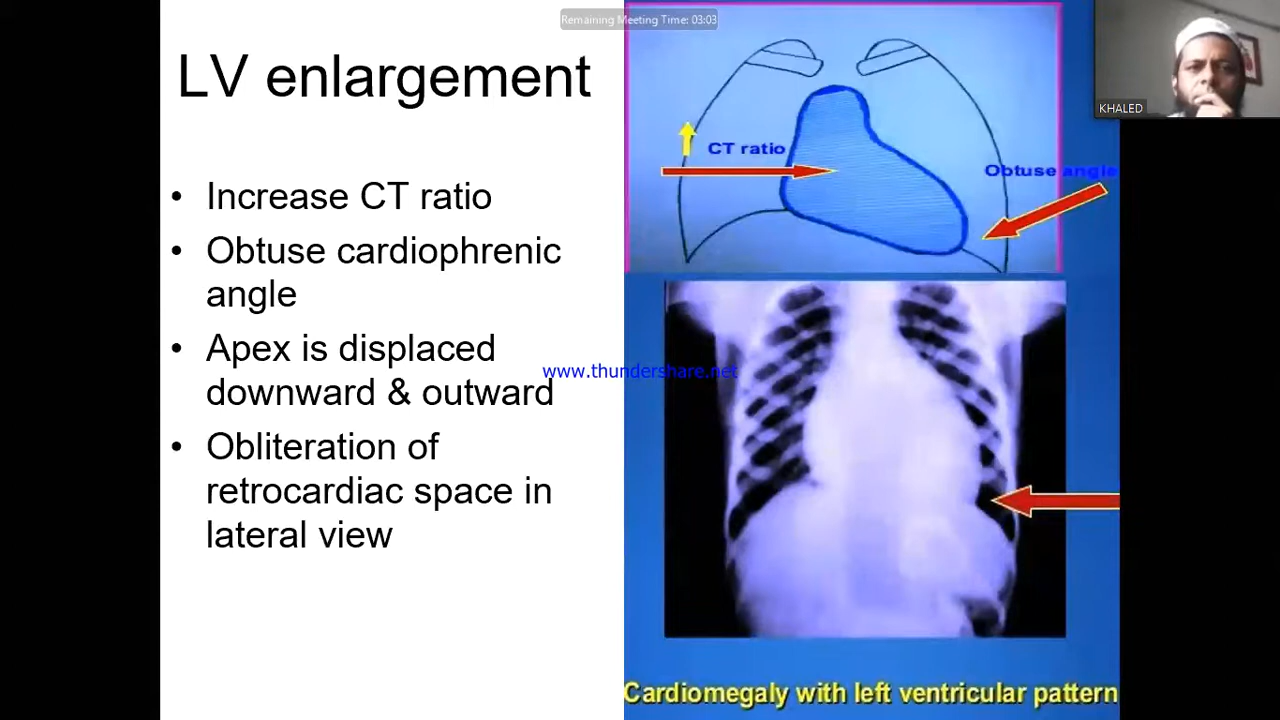 Remaining Meeting Time: 03:03
LV enlargement
• Increase CT ratio
• Obtuse cardiophrenic
angle
• Apex is displaced
downward & outward
• Obliteration of
retrocardiac space in
lateral view
www.thundershare.net
CT ratio
Obtuse angle
Cardiomegaly with left ventricular pattern
KHALED